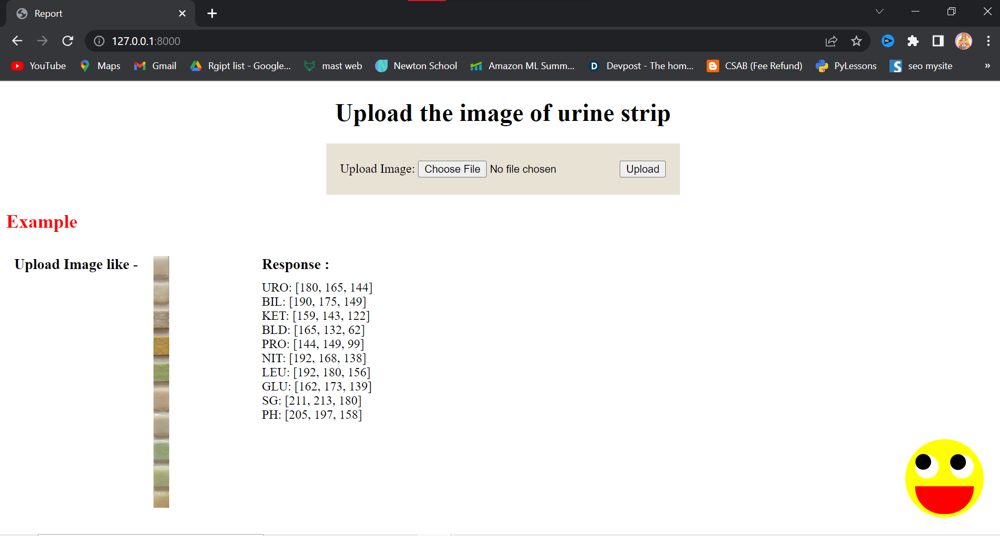 Report
127.0.0.1:8000
YouTube Maps Gmail Rgipt list - Google... mast web Newton School Amazon ML Summ... D Devpost - The hom... CSAB (Fee Refund) PyLessons S seo mysite »
Upload the image of urine strip
Upload Image: Choose File No file chosen Upload
Example
Upload Image like -
Response :
URO: [180, 165, 144]
BIL: [190, 175, 149]
KET: [159, 143, 122]
BLD: [165, 132, 62]
PRO: [144, 149, 99]
NIT: [192, 168, 138]
LEU: [192, 180, 156]
GLU: [162, 173, 139]
SG: [211, 213, 180]
PH: [205, 197, 158]